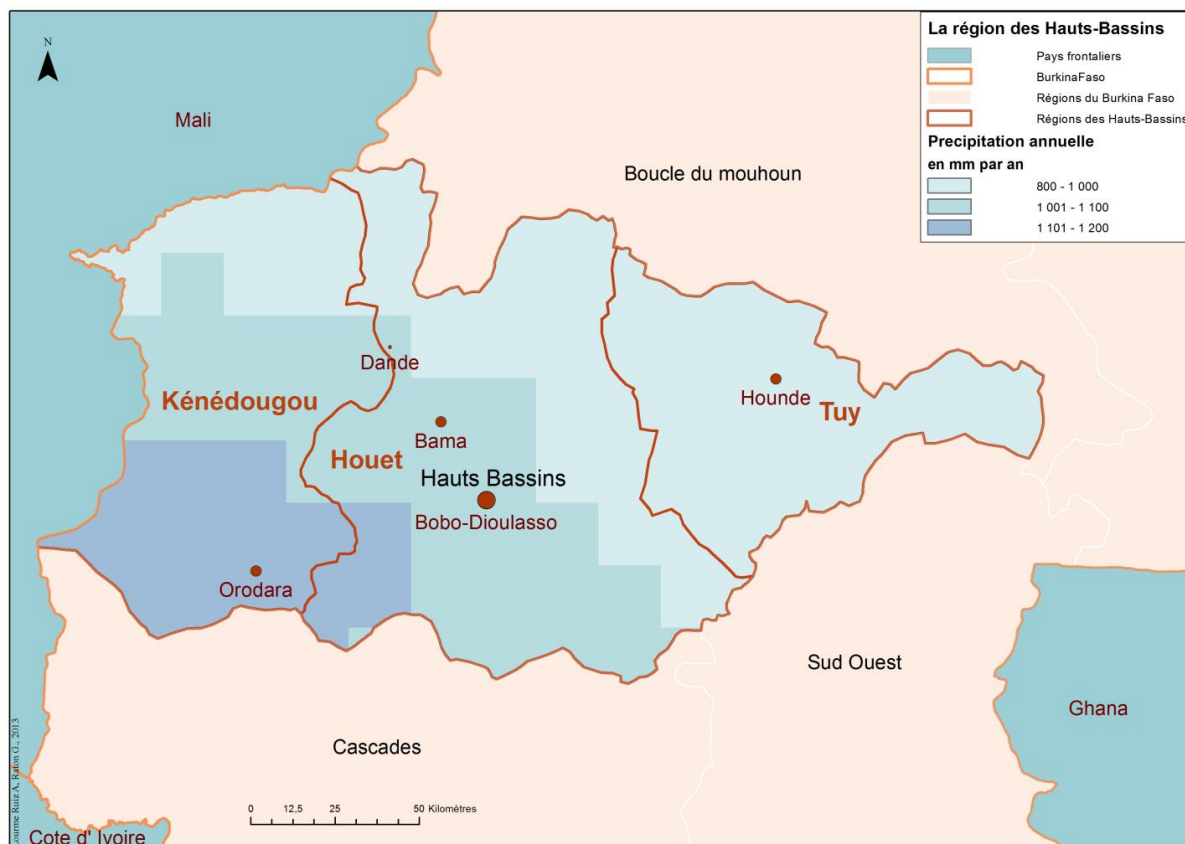 La région des Hauts-Bassins
Pays frontaliers
BurkinaFaso
Régions du Burkina Faso
Régions des Hauts-Bassins
Precipitation annuelle
en mm par an
800 - 1 000
1 001 - 1 100
1 101 - 1 200
N
Mali
Boucle du mouhoun
Dande
Kénédougou
Hounde
Tuy
Bama
Houet
Hauts Bassins
Bobo-Dioulasso
Orodara
Sud Ouest
Ghana
Cascades
0 12,5 25 50 Kilomètres
Cote d' Ivoire
Ruiz A, Raton G., 2013